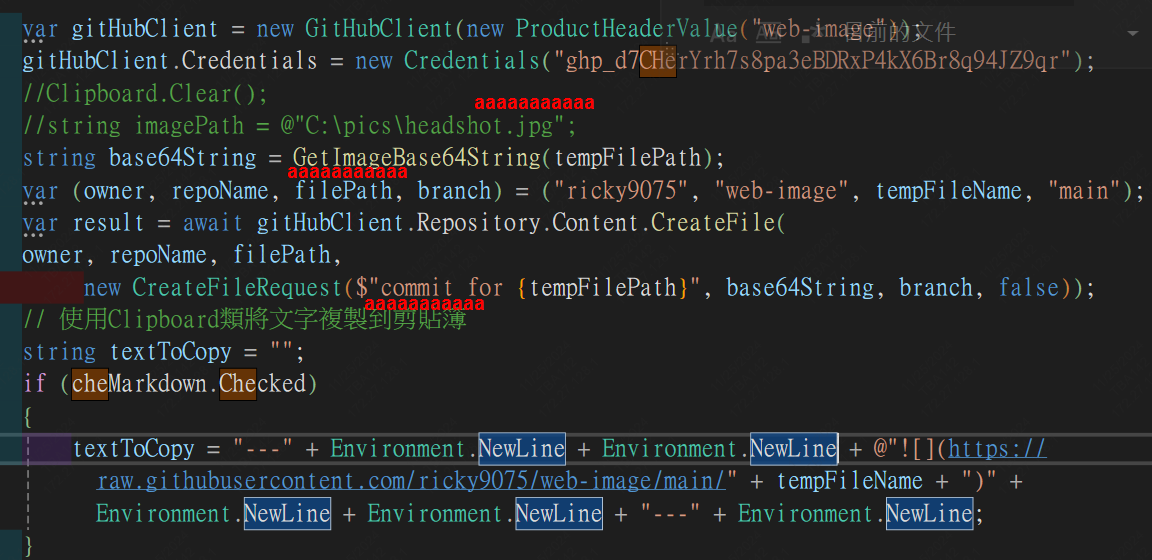 目前的文件
var gitHubClient = new GitHubClient(new ProductHeaderValue("web-image"));
gitHubClient.Credentials = new Credentials("[access token redacted]");
//Clipboard.Clear();
aaaaaaaaaaa
//string imagePath = @"C:\pics\headshot.jpg";
string base64String = GetImageBase64String(tempFilePath);
aaaaaaaaaaa
var (owner, repoName, filePath, branch) = ("ricky9075", "web-image", tempFileName, "main");
var result = await gitHubClient.Repository.Content.CreateFile(
owner, repoName, filePath,
new CreateFileRequest($"commit for {tempFilePath}", base64String, branch, false));
aaaaaaaaaaa
// 使用Clipboard類將文字複製到剪貼簿
string textToCopy = "";
if (cheMarkdown.Checked)
{
textToCopy = "---" + Environment.NewLine + Environment.NewLine + @"![](https://
raw.githubusercontent.com/ricky9075/web-image/main/" + tempFileName + ")" +
Environment.NewLine + Environment.NewLine + "---" + Environment.NewLine;
}